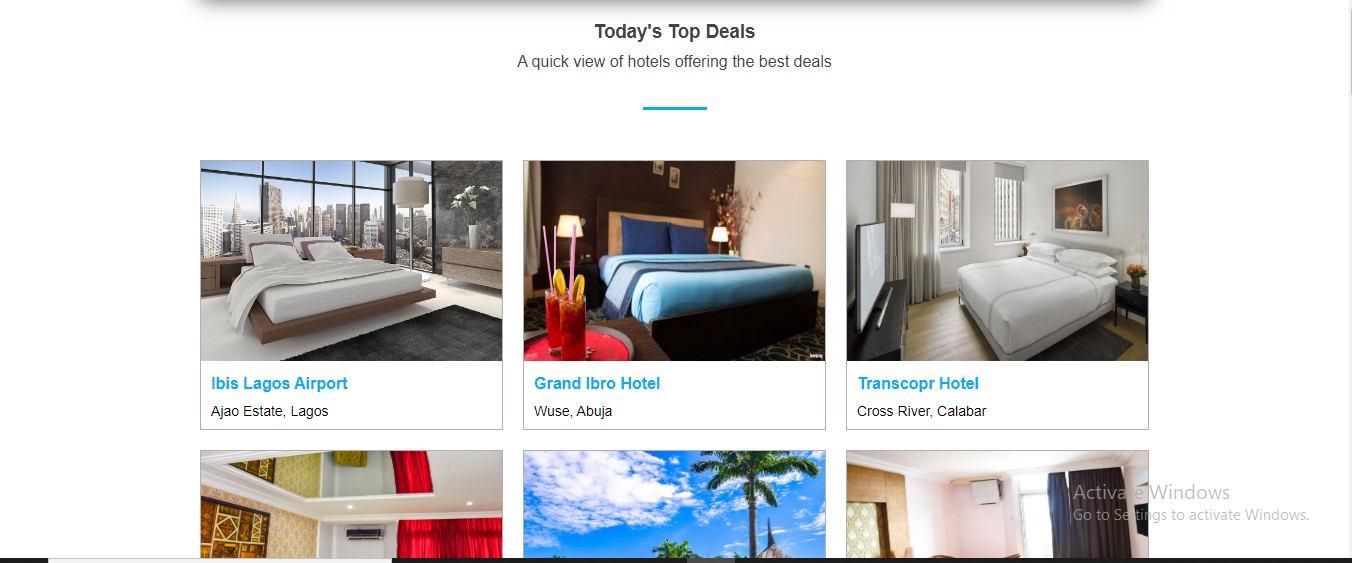 Today's Top Deals
A quick view of hotels offering the best deals
Ibis Lagos Airport
Ajao Estate, Lagos
Grand Ibro Hotel
Wuse, Abuja
Transcopr Hotel
Cross River, Calabar
Activate Windows
Go to Settings to activate Windows.